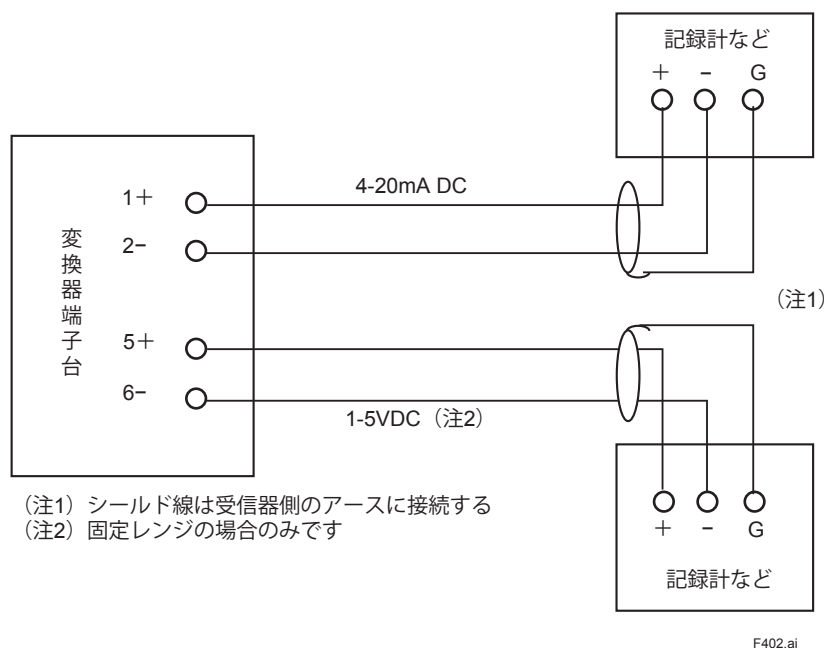 記録計など
＋ − G
4-20mA DC
1＋
2−
変換器端子台
（注1）
5＋
6−
1-5VDC（注2）
（注1）シールド線は受信器側のアースに接続する
（注2）固定レンジの場合のみです
＋ − G
記録計など
F402.ai